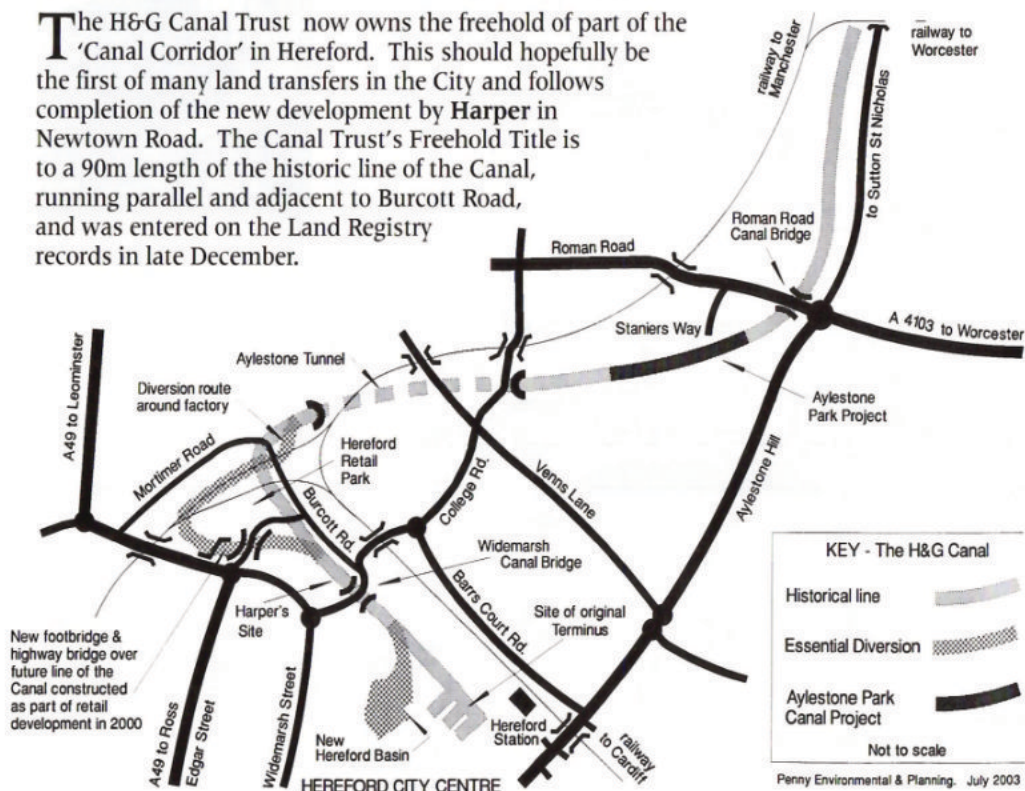 The H&G Canal Trust now owns the freehold of part of the
'Canal Corridor' in Hereford. This should hopefully be
the first of many land transfers in the City and follows
completion of the new development by Harper in
Newtown Road. The Canal Trust's Freehold Title is
to a 90m length of the historic line of the Canal,
running parallel and adjacent to Burcott Road,
and was entered on the Land Registry
records in late December.
railway to
Manchester
railway to
Worcester
to Sutton St Nicholas
Roman Road
Canal Bridge
Roman Road
Staniers Way
A 4103 to Worcester
Aylestone
Park Project
Aylestone Tunnel
Diversion route
around factory
A49 to Leominster
Mortimer Road
Hereford
Retail
Park
Burcott Rd.
College Rd.
Venns Lane
Aylestone Hill
Widemarsh
Canal Bridge
Barrs Court Rd.
Harper's
Site
Site of original
Terminus
New footbridge &
highway bridge over
future line of the
Canal constructed
as part of retail
development in 2000
A49 to Ross
Edgar Street
Widemarsh Street
New
Hereford Basin
Hereford
Station
railway
to Cardiff
HEREFORD CITY CENTRE
KEY - The H&G Canal
Historical line
Essential Diversion
Aylestone Park
Canal Project
Not to scale
Penny Environmental & Planning. July 2003